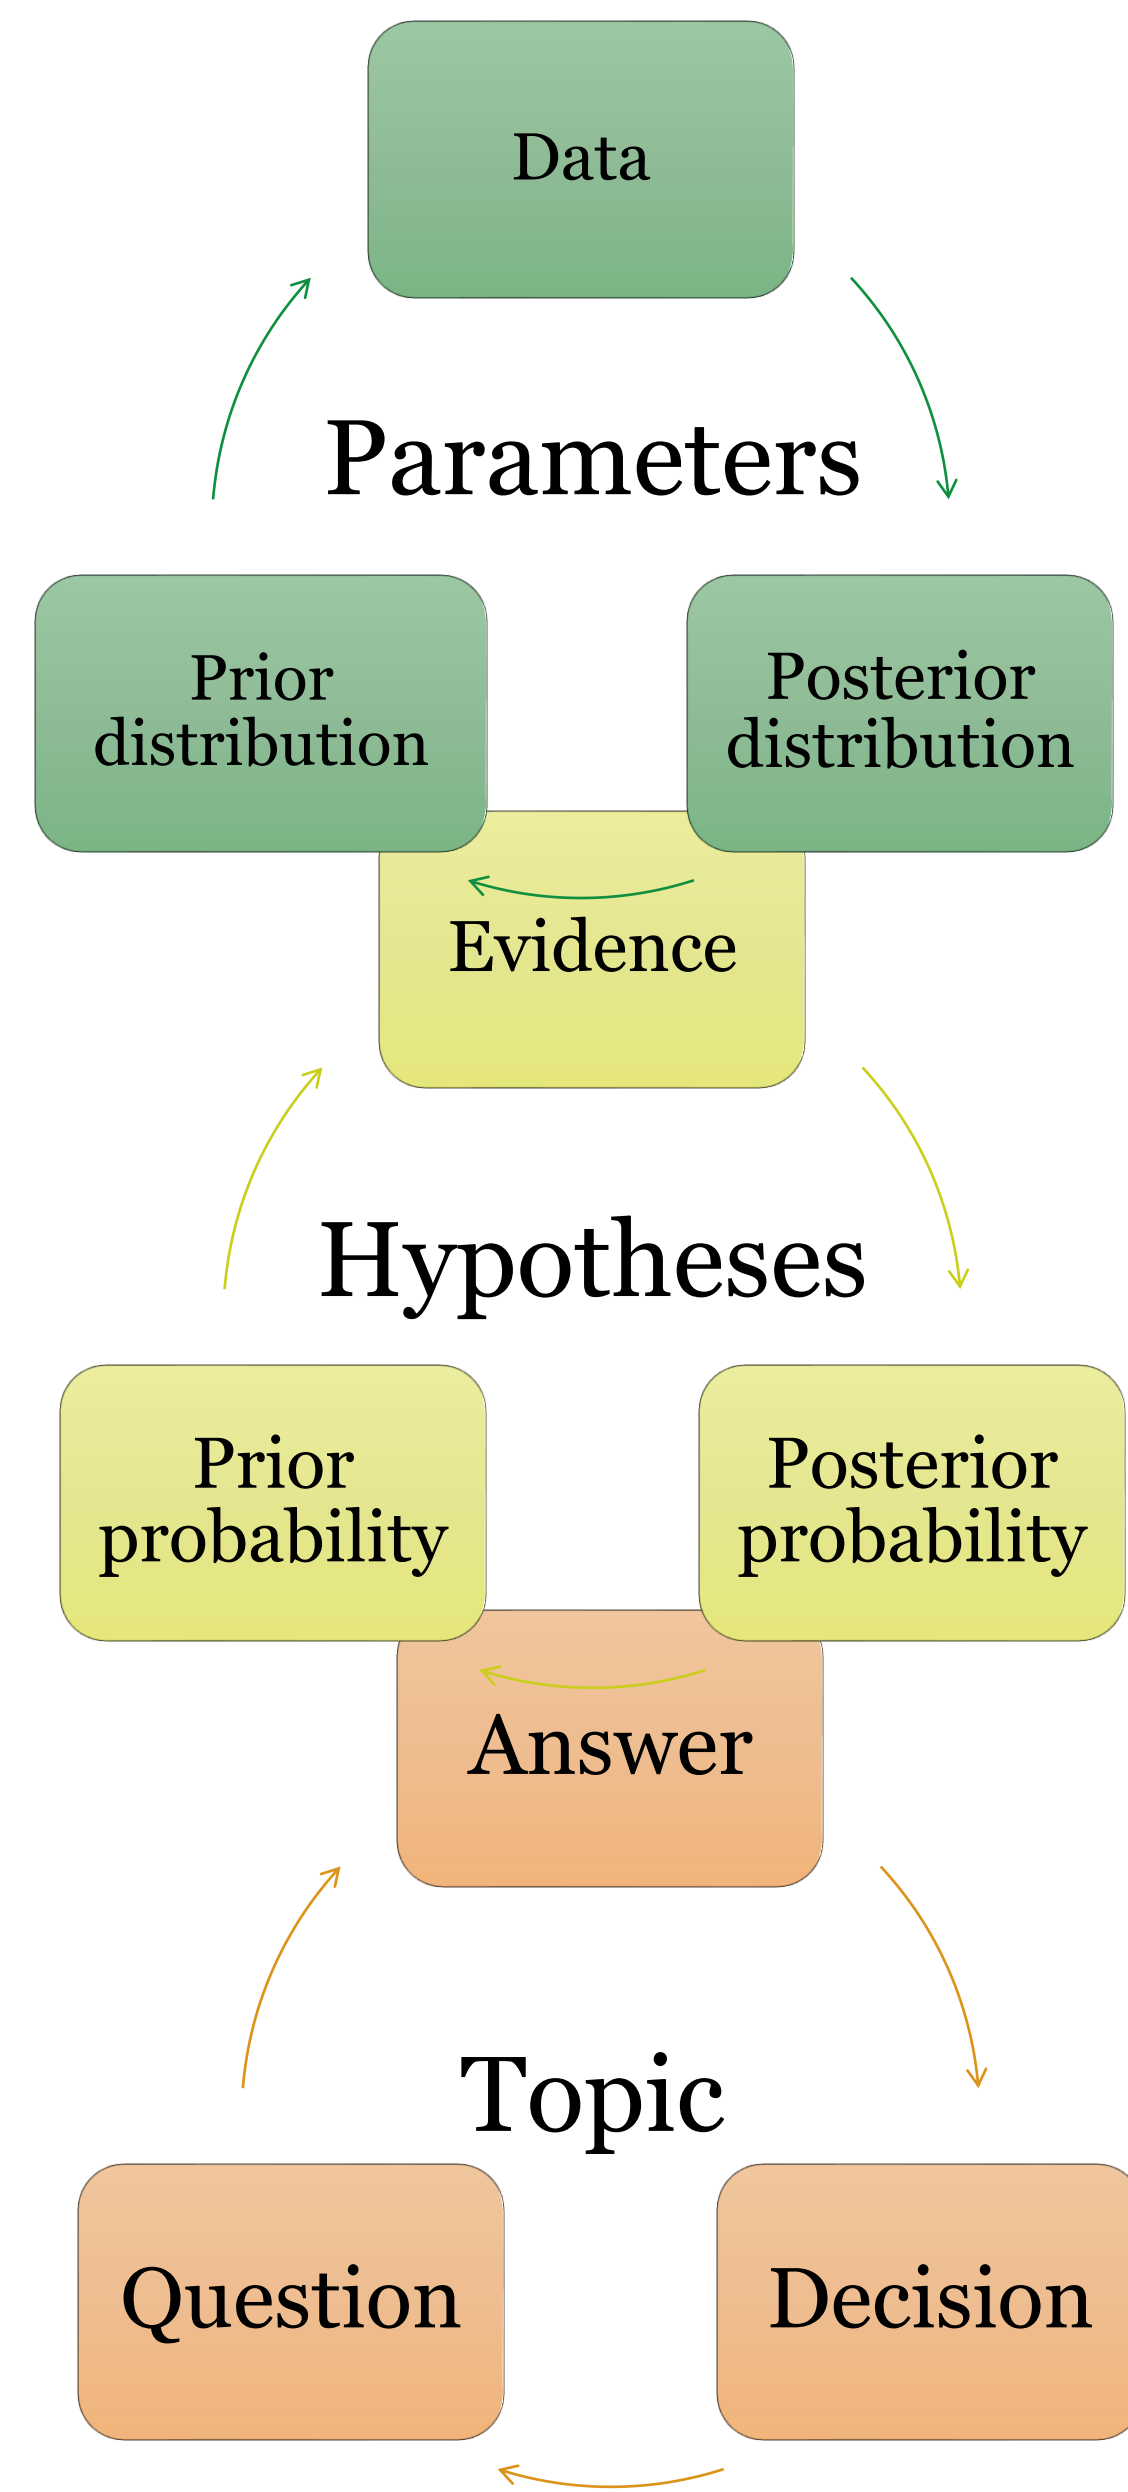 Data
Parameters
Prior
distribution
Posterior
distribution
Evidence
Hypotheses
Prior
probability
Posterior
probability
Answer
Topic
Question
Decision